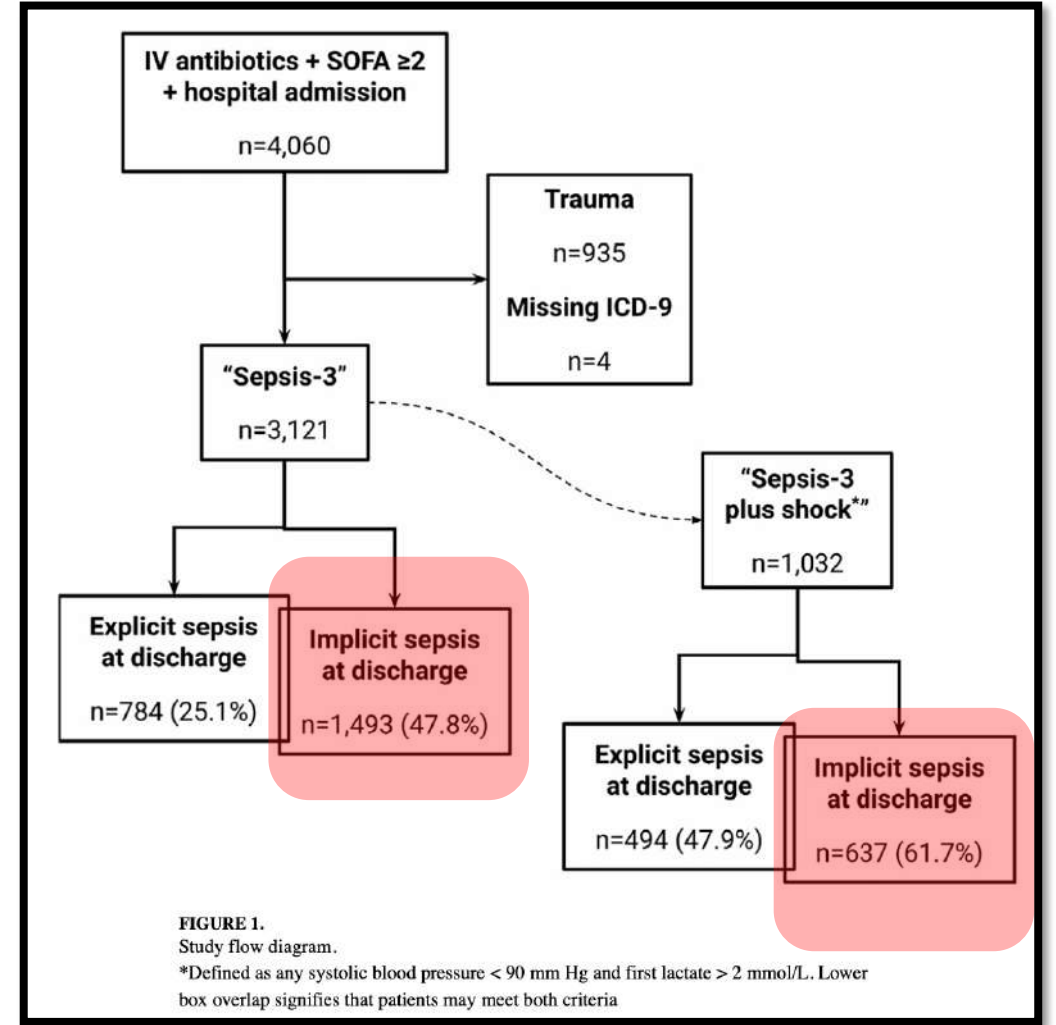 IV antibiotics + SOFA ≥2
+ hospital admission
n=4,060
Trauma
n=935
Missing ICD-9
n=4
“Sepsis-3”
n=3,121
“Sepsis-3
plus shock*”
n=1,032
Explicit sepsis
at discharge
n=784 (25.1%)
Implicit sepsis
at discharge
n=1,493 (47.8%)
Explicit sepsis
at discharge
n=494 (47.9%)
Implicit sepsis
at discharge
n=637 (61.7%)
FIGURE 1.
Study flow diagram.
*Defined as any systolic blood pressure < 90 mm Hg and first lactate > 2 mmol/L. Lower
box overlap signifies that patients may meet both criteria